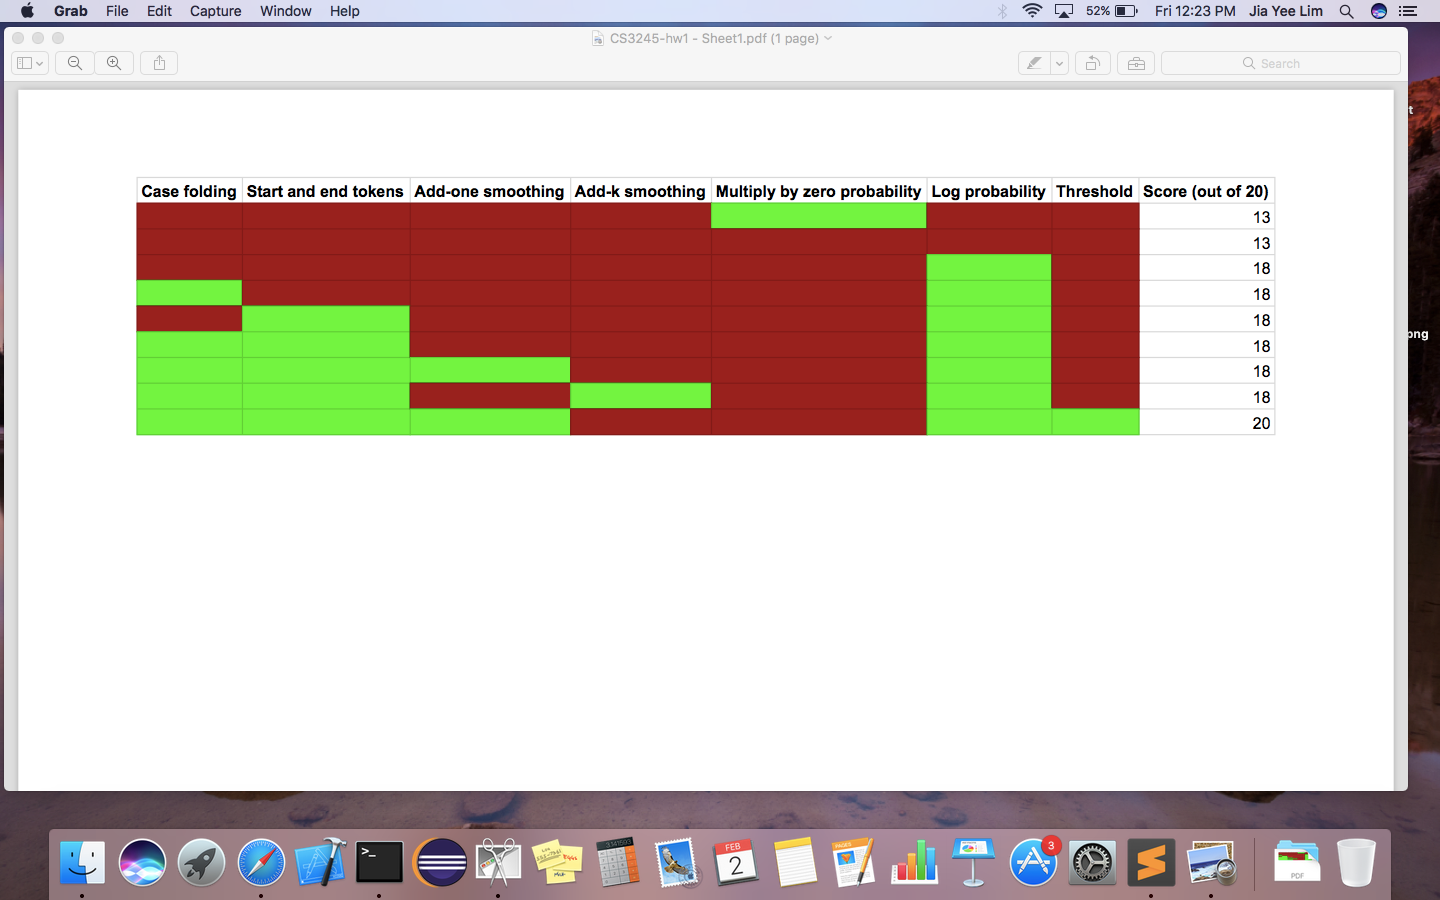 Grab File Edit Capture Window Help 52% Fri 12:23 PM Jia Yee Lim
CS3245-hw1 - Sheet1.pdf (1 page)
Search
Case folding Start and end tokens Add-one smoothing Add-k smoothing Multiply by zero probability Log probability Threshold Score (out of 20)
13
13
18
18
18
18
18
18
20
t
png
FEB
2
PAGES
3
PDF